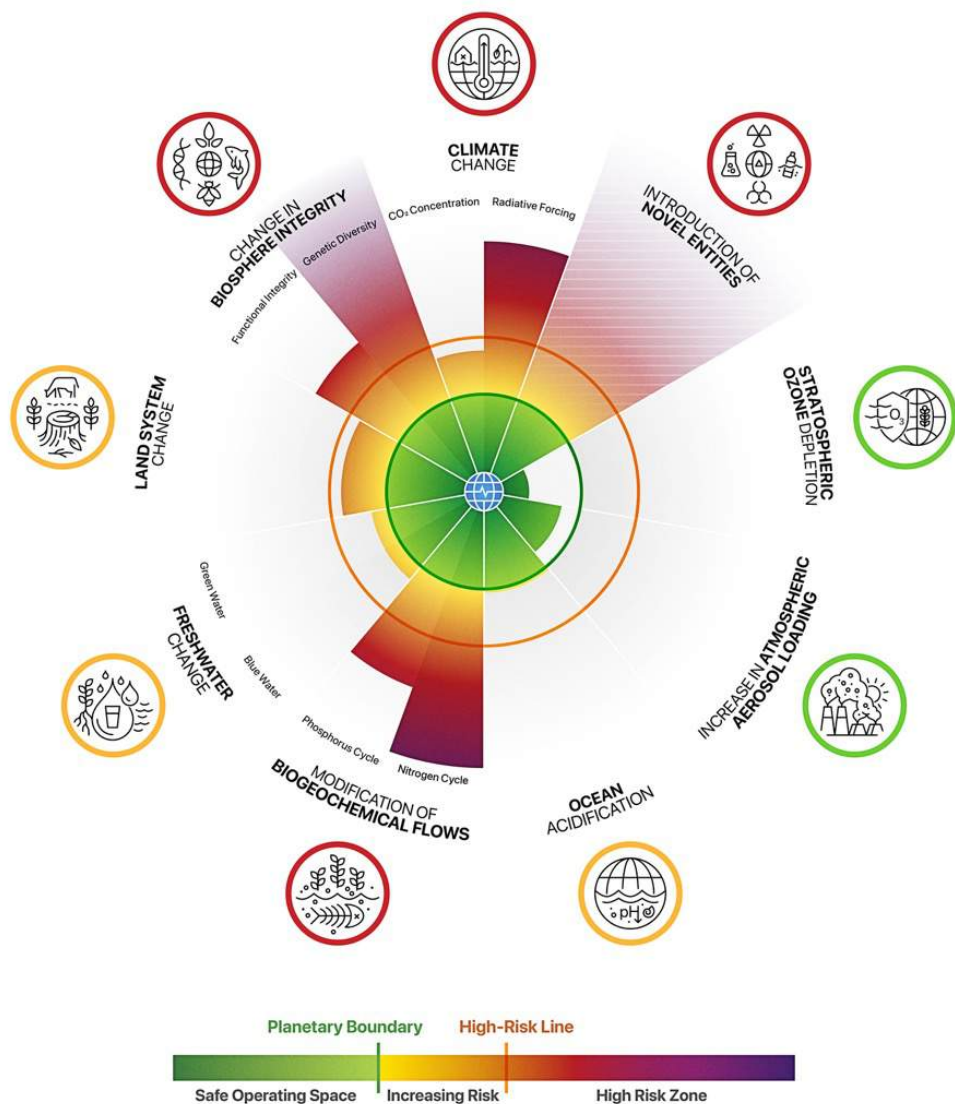 CLIMATE
CHANGE
CO₂ Concentration
Radiative Forcing
INTRODUCTION OF
NOVEL ENTITIES
CHANGE IN
BIOSPHERE INTEGRITY
Genetic Diversity
Functional Integrity
STRATOSPHERIC
OZONE DEPLETION
O₃
LAND SYSTEM
CHANGE
INCREASE IN ATMOSPHERIC
AEROSOL LOADING
Green Water
FRESHWATER
CHANGE
Blue Water
Phosphorus Cycle
Nitrogen Cycle
MODIFICATION OF
BIOGEOCHEMICAL FLOWS
OCEAN
ACIDIFICATION
pH
Planetary Boundary
High-Risk Line
Safe Operating Space
Increasing Risk
High Risk Zone